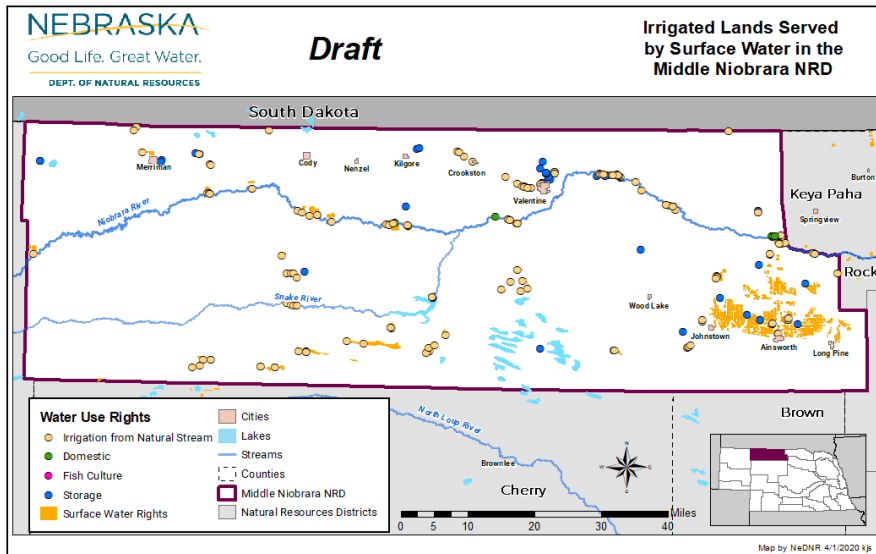 NEBRASKA
Good Life. Great Water.
DEPT. OF NATURAL RESOURCES
Draft
Irrigated Lands Served
by Surface Water in the
Middle Niobrara NRD
South Dakota
Merriman
Cody
Nenzel
Kilgore
Crookston
Valentine
Burton
Keya Paha
Springview
Niobrara River
Rock
Snake River
Wood Lake
Johnstown
Ainsworth
Long Pine
Brown
North Loup River
Brownlee
Cherry
Water Use Rights
Irrigation from Natural Stream
Domestic
Fish Culture
Storage
Surface Water Rights
Cities
Lakes
Streams
Counties
Middle Niobrara NRD
Natural Resources Districts
N
W
E
S
Miles
0 5 10 20 30 40
Map by NeDNR 4/1/2020 kjs